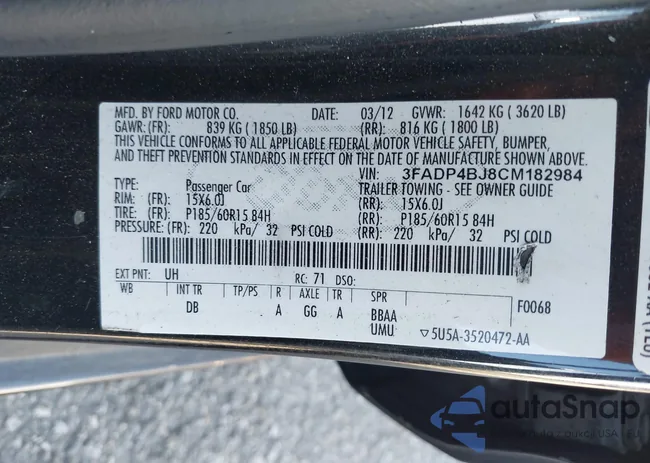 MFD. BY FORD MOTOR CO. DATE: 03/12 GVWR: 1642 KG ( 3620 LB)
GAWR: (FR): 839 KG ( 1850 LB) (RR): 816 KG ( 1800 LB)
THIS VEHICLE CONFORMS TO ALL APPLICABLE FEDERAL MOTOR VEHICLE SAFETY, BUMPER,
AND THEFT PREVENTION STANDARDS IN EFFECT ON THE DATE OF MANUFACTURE SHOWN ABOVE.
VIN: 3FADP4BJ8CM182984
TYPE: Passenger Car TRAILER TOWING - SEE OWNER GUIDE
RIM: (FR): 15X6.0J (RR): 15X6.0J
TIRE: (FR): P185/60R15 84H (RR): P185/60R15 84H
PRESSURE: (FR): 220 kPa/ 32 PSI COLD (RR): 220 kPa/ 32 PSI COLD
EXT PNT: UH RC: 71 DSO:
WB INT TR TP/PS R AXLE TR SPR F0068
DB A GG A BBAA
UMU ▽5U5A-3520472-AA
autoSnap